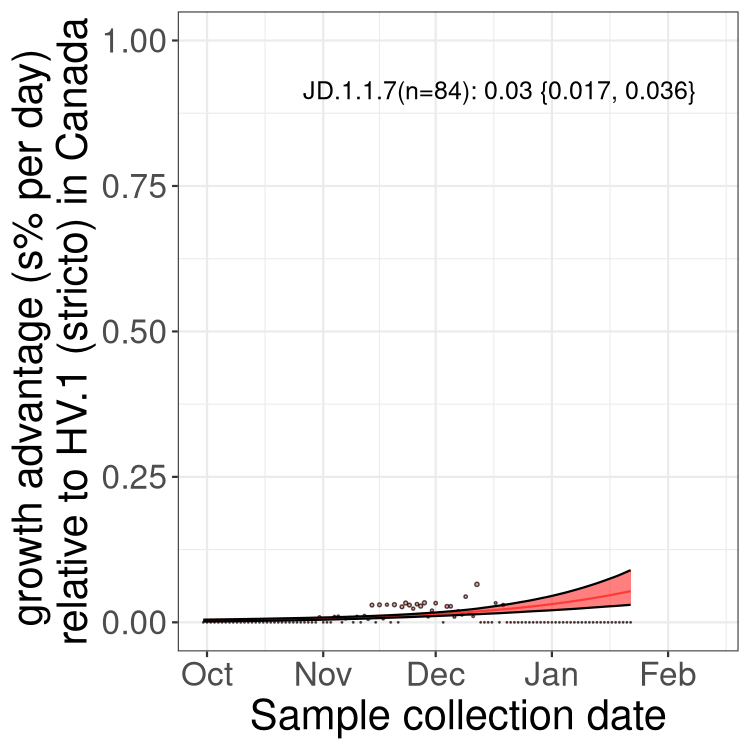 growth advantage (s% per day)
relative to HV.1 (stricto) in Canada
1.00
0.75
0.50
0.25
0.00
JD.1.1.7(n=84): 0.03 {0.017, 0.036}
Oct Nov Dec Jan Feb
Sample collection date